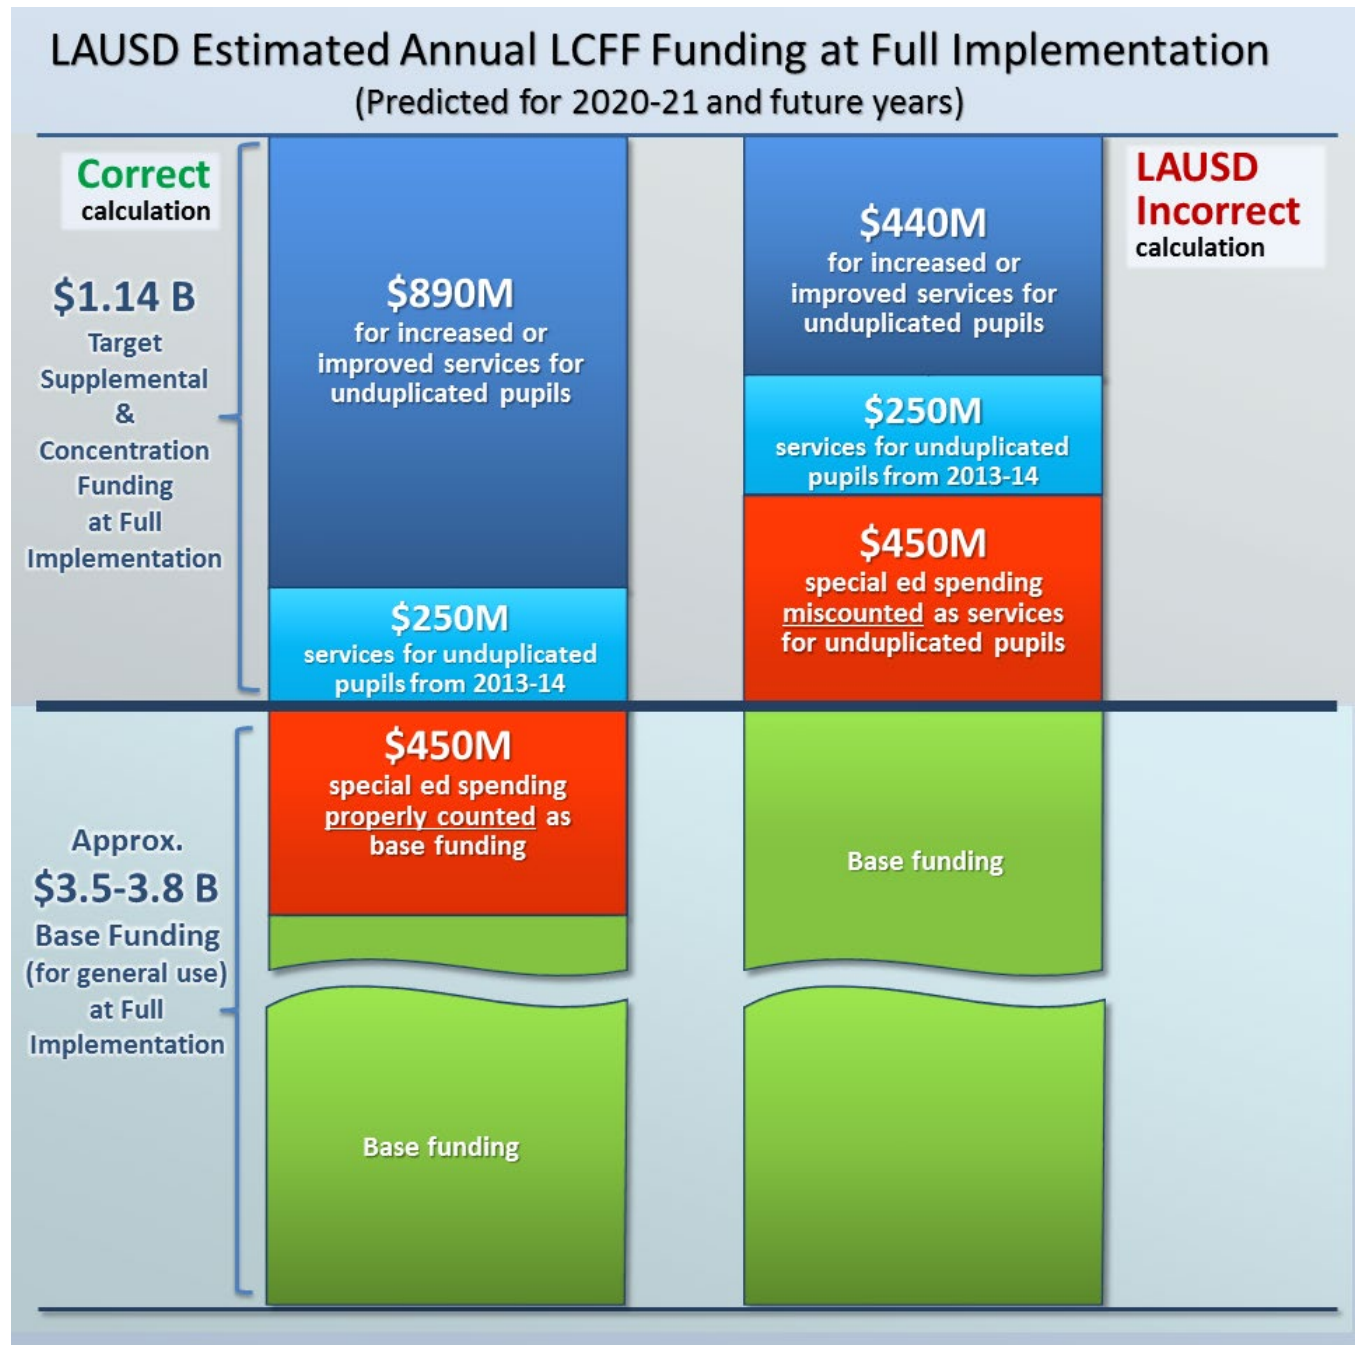 LAUSD Estimated Annual LCFF Funding at Full Implementation
(Predicted for 2020-21 and future years)
Correct
calculation
$1.14 B
Target
Supplemental
&
Concentration
Funding
at Full
Implementation
$890M
for increased or
improved services for
unduplicated pupils
$250M
services for unduplicated
pupils from 2013-14
$440M
for increased or
improved services for
unduplicated pupils
$250M
services for unduplicated
pupils from 2013-14
$450M
special ed spending
miscounted as services
for unduplicated pupils
LAUSD
Incorrect
calculation
Approx.
$3.5-3.8 B
Base Funding
(for general use)
at Full
Implementation
$450M
special ed spending
properly counted as
base funding
Base funding
Base funding